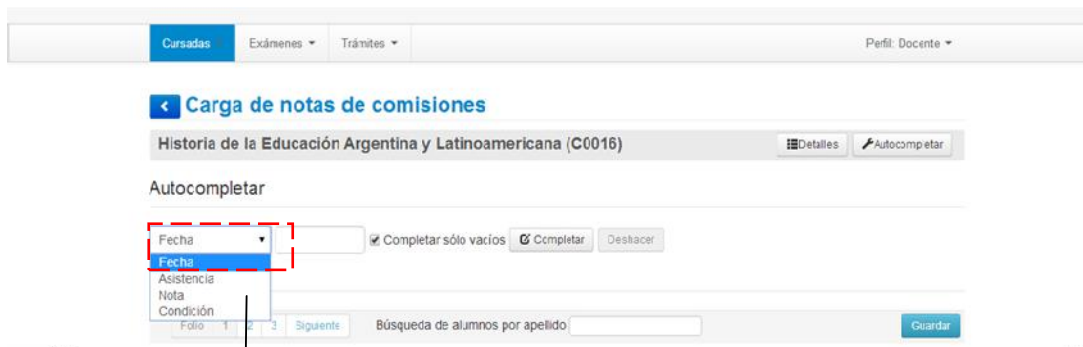 Cursadas Exámenes Trámites Perfil: Docente
Carga de notas de comisiones
Historia de la Educación Argentina y Latinoamericana (C0016) Detalles Autocompletar
Autocompletar
Fecha Completar sólo vacíos Completar Deshacer
Fecha
Asistencia
Nota
Condición
Folio 1 2 3 Siguiente Búsqueda de alumnos por apellido Guardar